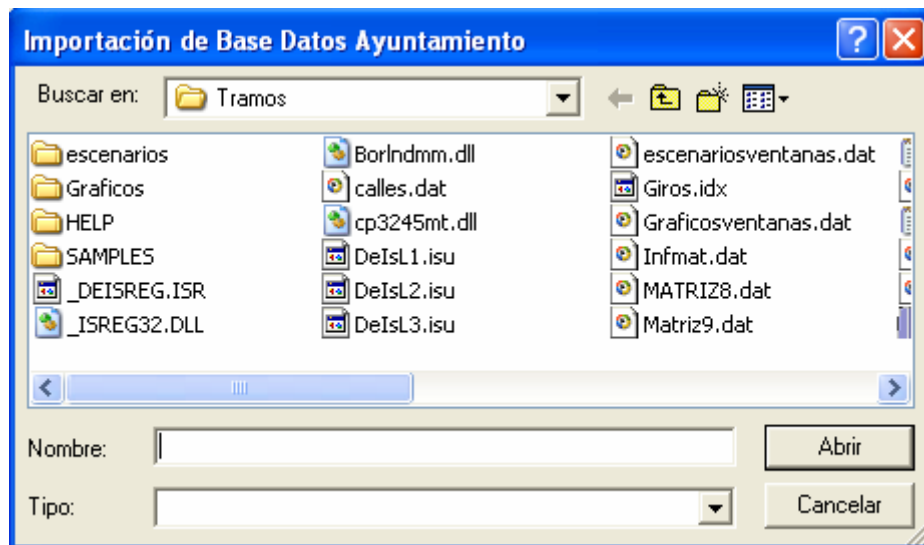 Importación de Base Datos Ayuntamiento
Buscar en: Tramos
escenarios
Graficos
HELP
SAMPLES
_DEISREG.ISR
_ISREG32.DLL
Borlndmm.dll
calles.dat
cp3245mt.dll
DeIsL1.isu
DeIsL2.isu
DeIsL3.isu
escenariosventanas.dat
Giros.idx
Graficosventanas.dat
Infmat.dat
MATRIZ8.dat
Matriz9.dat
Nombre:
Abrir
Tipo:
Cancelar